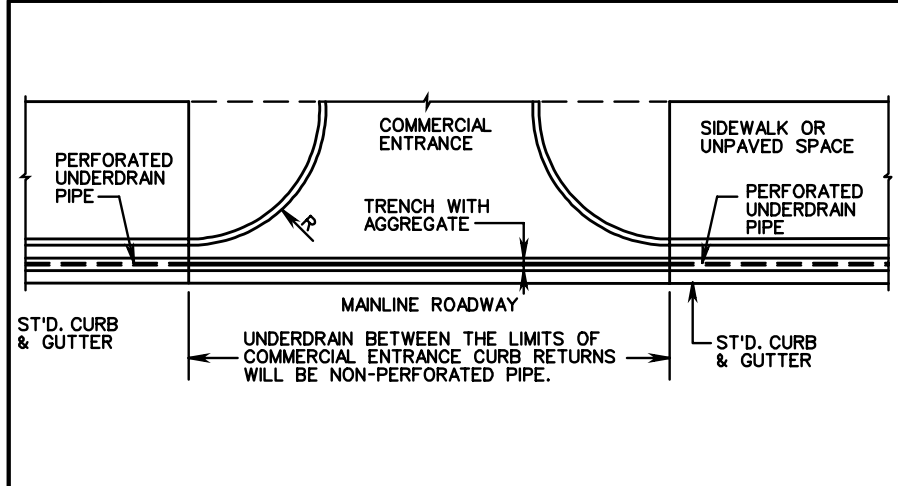 COMMERCIAL
ENTRANCE
SIDEWALK OR
UNPAVED SPACE
PERFORATED
UNDERDRAIN
PIPE
TRENCH WITH
AGGREGATE
PERFORATED
UNDERDRAIN
PIPE
R
MAINLINE ROADWAY
ST'D. CURB
& GUTTER
UNDERDRAIN BETWEEN THE LIMITS OF
COMMERCIAL ENTRANCE CURB RETURNS
WILL BE NON-PERFORATED PIPE.
ST'D. CURB
& GUTTER